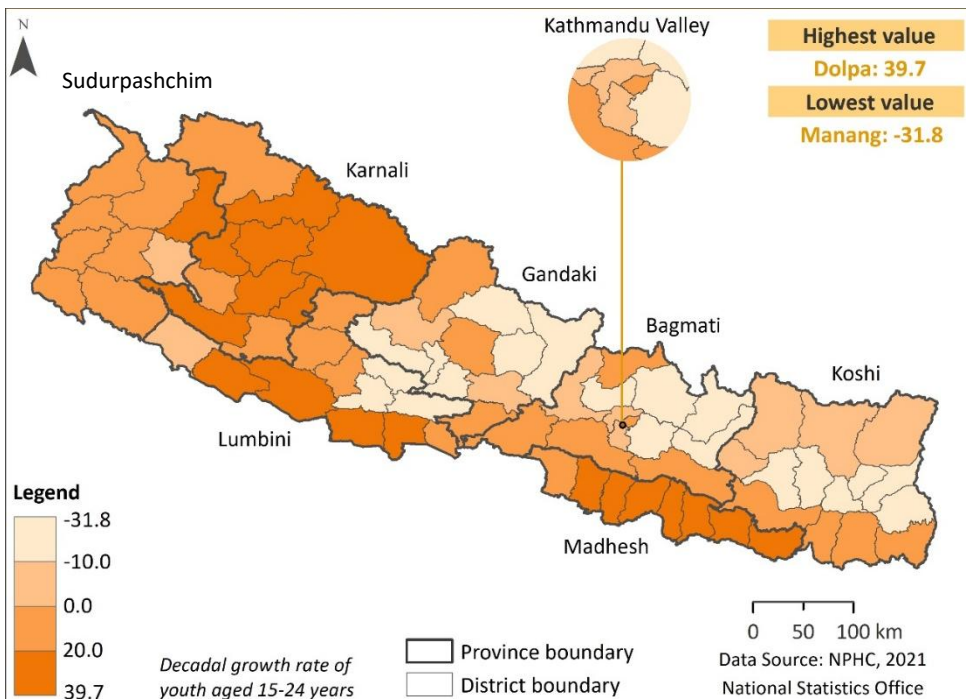 N
Kathmandu Valley
Highest value
Dolpa: 39.7
Lowest value
Manang: -31.8
Sudurpashchim
Karnali
Gandaki
Bagmati
Koshi
Lumbini
Madhesh
Legend
-31.8
-10.0
0.0
20.0
39.7
Decadal growth rate of
youth aged 15-24 years
Province boundary
District boundary
0 50 100 km
Data Source: NPHC, 2021
National Statistics Office